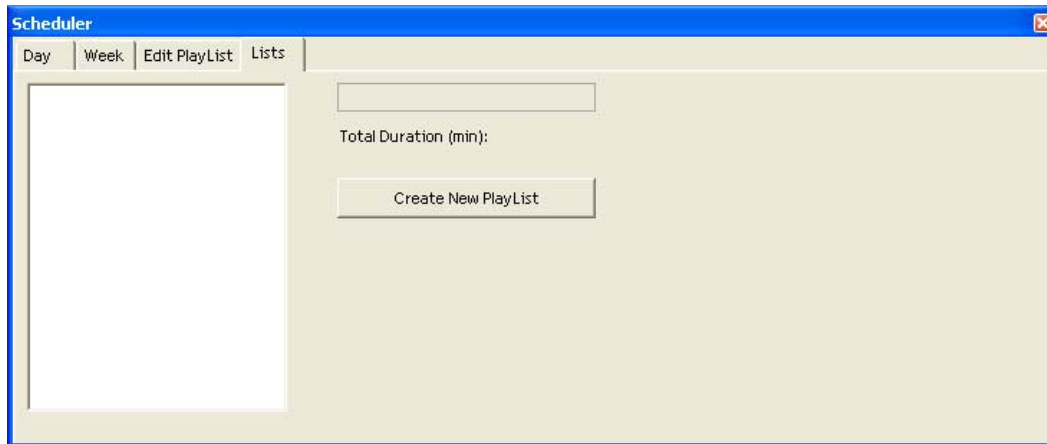 Scheduler
Day Week Edit PlayList Lists
Total Duration (min):
Create New PlayList